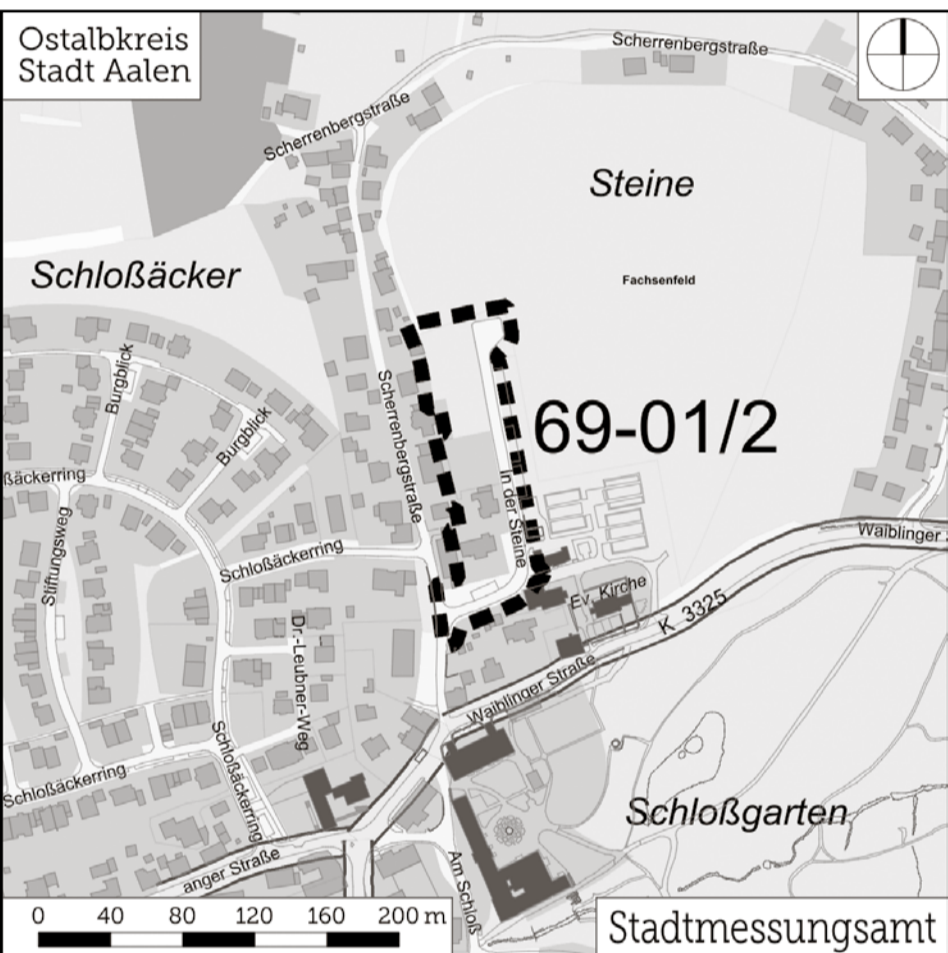 Ostalbkreis
Stadt Aalen
Scherrenbergstraße
Scherrenbergstraße
Steine
Schloßäcker
Fachsenfeld
Burgblick
Burgblick
Scherrenbergstraße
69-01/2
ßäckerring
In der Steine
Stiftungsweg
Waiblinger
Schloßäckerring
Ev. Kirche
K 3325
Dr.-Leubner-Weg
Waiblinger Straße
Schloßäckerring
Schloßäckerring
Schloßgarten
anger Straße
Am Schloß
0 40 80 120 160 200 m
Stadtmessungsamt